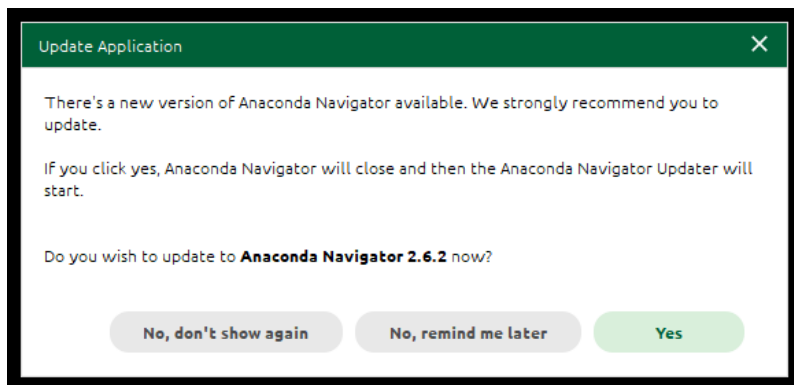 Update Application
There's a new version of Anaconda Navigator available. We strongly recommend you to
update.
If you click yes, Anaconda Navigator will close and then the Anaconda Navigator Updater will
start.
Do you wish to update to Anaconda Navigator 2.6.2 now?
No, don't show again
No, remind me later
Yes